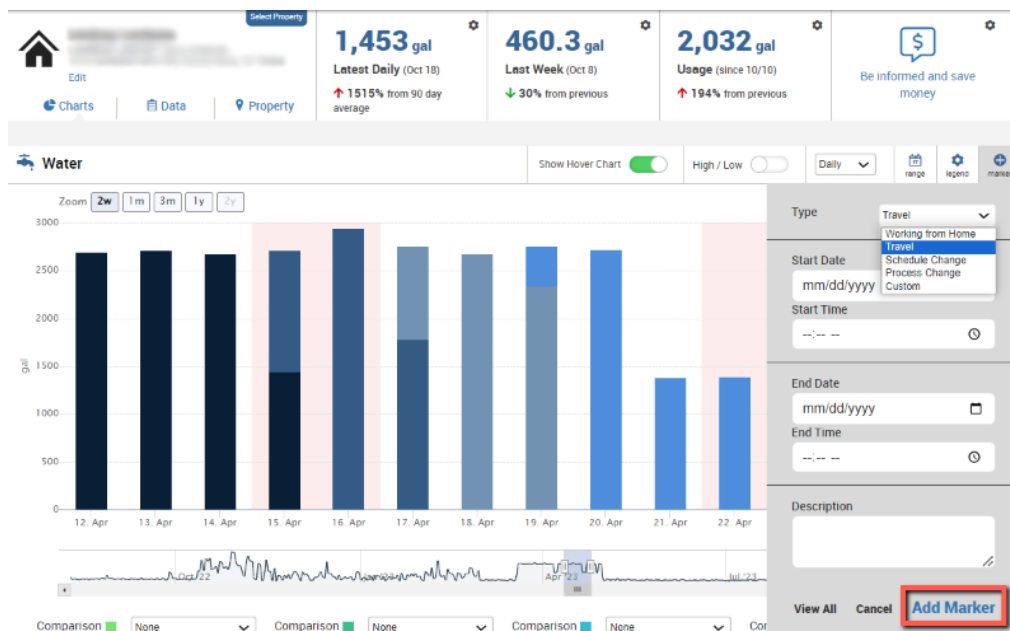 Select Property
Edit
Charts
Data
Property
1,453 gal
Latest Daily (Oct 18)
1515% from 90 day
average
460.3 gal
Last Week (Oct 8)
30% from previous
2,032 gal
Usage (since 10/10)
194% from previous
$
Be informed and save
money
Water
Show Hover Chart
High / Low
Daily
range
legend
marke
Zoom 2w 1m 3m 1y 2y
gal
3000
2500
2000
1500
1000
500
0
12. Apr 13. Apr 14. Apr 15. Apr 16. Apr 17. Apr 18. Apr 19. Apr 20. Apr 21. Apr 22. Apr
Oct '22
Apr '23
Jul '23
Comparison None
Comparison None
Comparison None
Cor
Type
Travel
Working from Home
Travel
Schedule Change
Process Change
Custom
Start Date
mm/dd/yyyy
Start Time
--:-- --
End Date
mm/dd/yyyy
End Time
--:-- --
Description
View All Cancel Add Marker